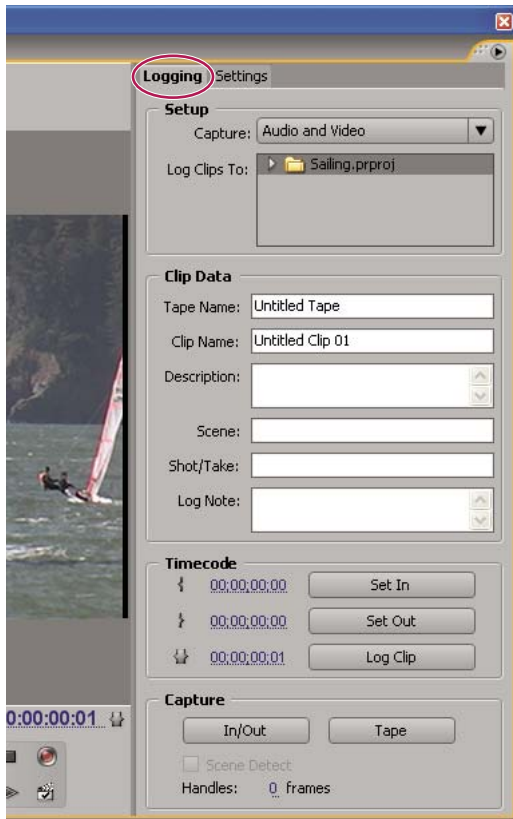 Logging Settings
Setup
Capture: Audio and Video
Log Clips To: Sailing.prproj
Clip Data
Tape Name: Untitled Tape
Clip Name: Untitled Clip 01
Description:
Scene:
Shot/Take:
Log Note:
Timecode
00;00;00;00 Set In
00;00;00;00 Set Out
00;00;00;01 Log Clip
0:00:00:01
Capture
In/Out Tape
Scene Detect
Handles: 0 frames